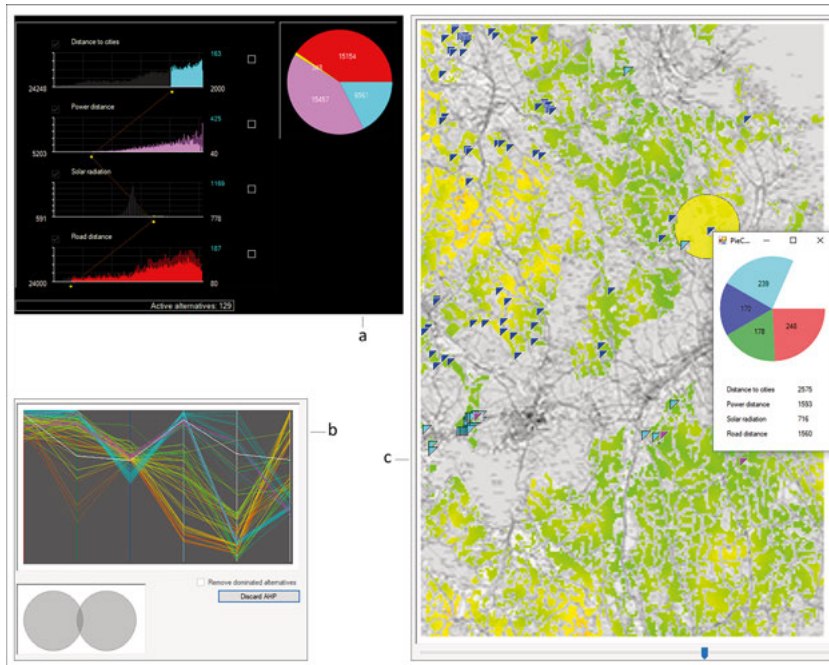 Distance to cities
163
24248
2000
Power distance
425
5203
40
Solar radiation
1169
591
778
Road distance
187
24000
80
Active alternatives: 129
15154
15457
a
b
Remove dominated alternatives
Discard AHP
c
PieC...
239
170
178
248
Distance to cities 2575
Power distance 1593
Solar radiation 716
Road distance 1560